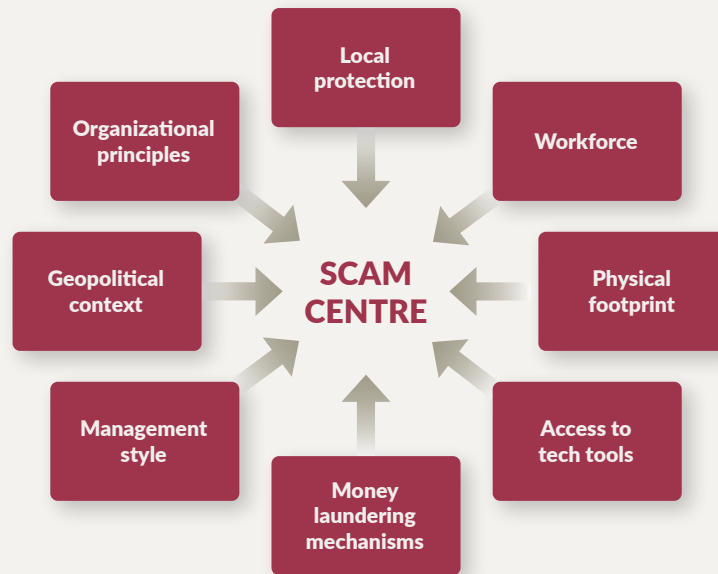 Local
protection
Organizational
principles
Workforce
Geopolitical
context
SCAM
CENTRE
Physical
footprint
Management
style
Access to
tech tools
Money
laundering
mechanisms